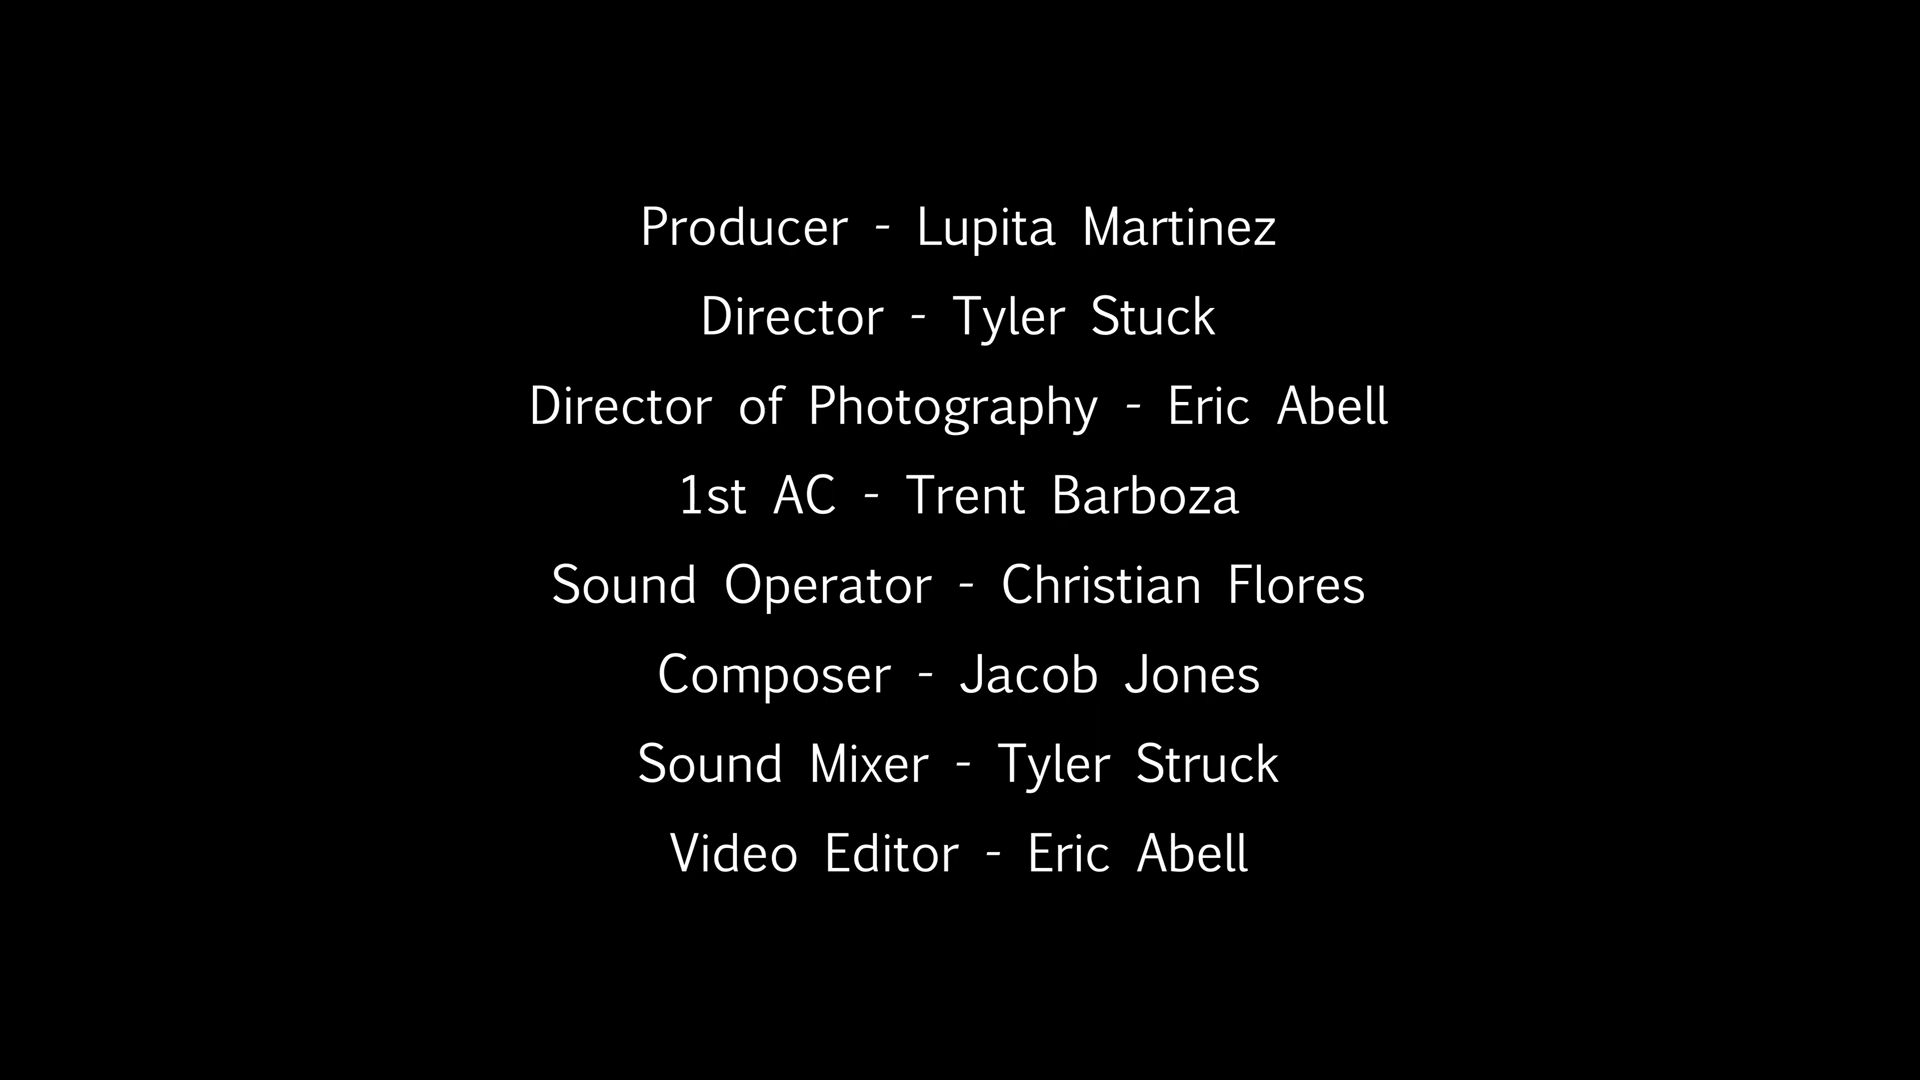 Producer - Lupita Martinez
Director - Tyler Stuck
Director of Photography - Eric Abell
1st AC - Trent Barboza
Sound Operator - Christian Flores
Composer - Jacob Jones
Sound Mixer - Tyler Struck
Video Editor - Eric Abell